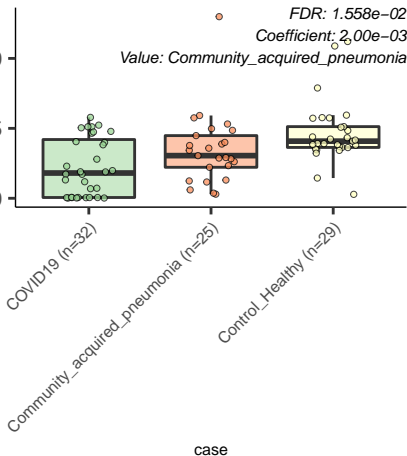 FDR: 1.558e−02
Coefficient: 2.00e−03
Value: Community_acquired_pneumonia
COVID19 (n=32)
Community_acquired_pneumonia (n=25)
Control_Healthy (n=29)
case